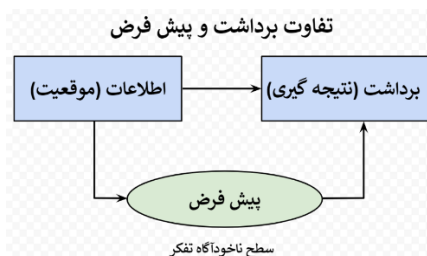 تفاوت برداشت و پیش فرض
برداشت (نتیجه گیری)
اطلاعات (موقعیت)
پیش فرض
سطح ناخودآگاه تفکر